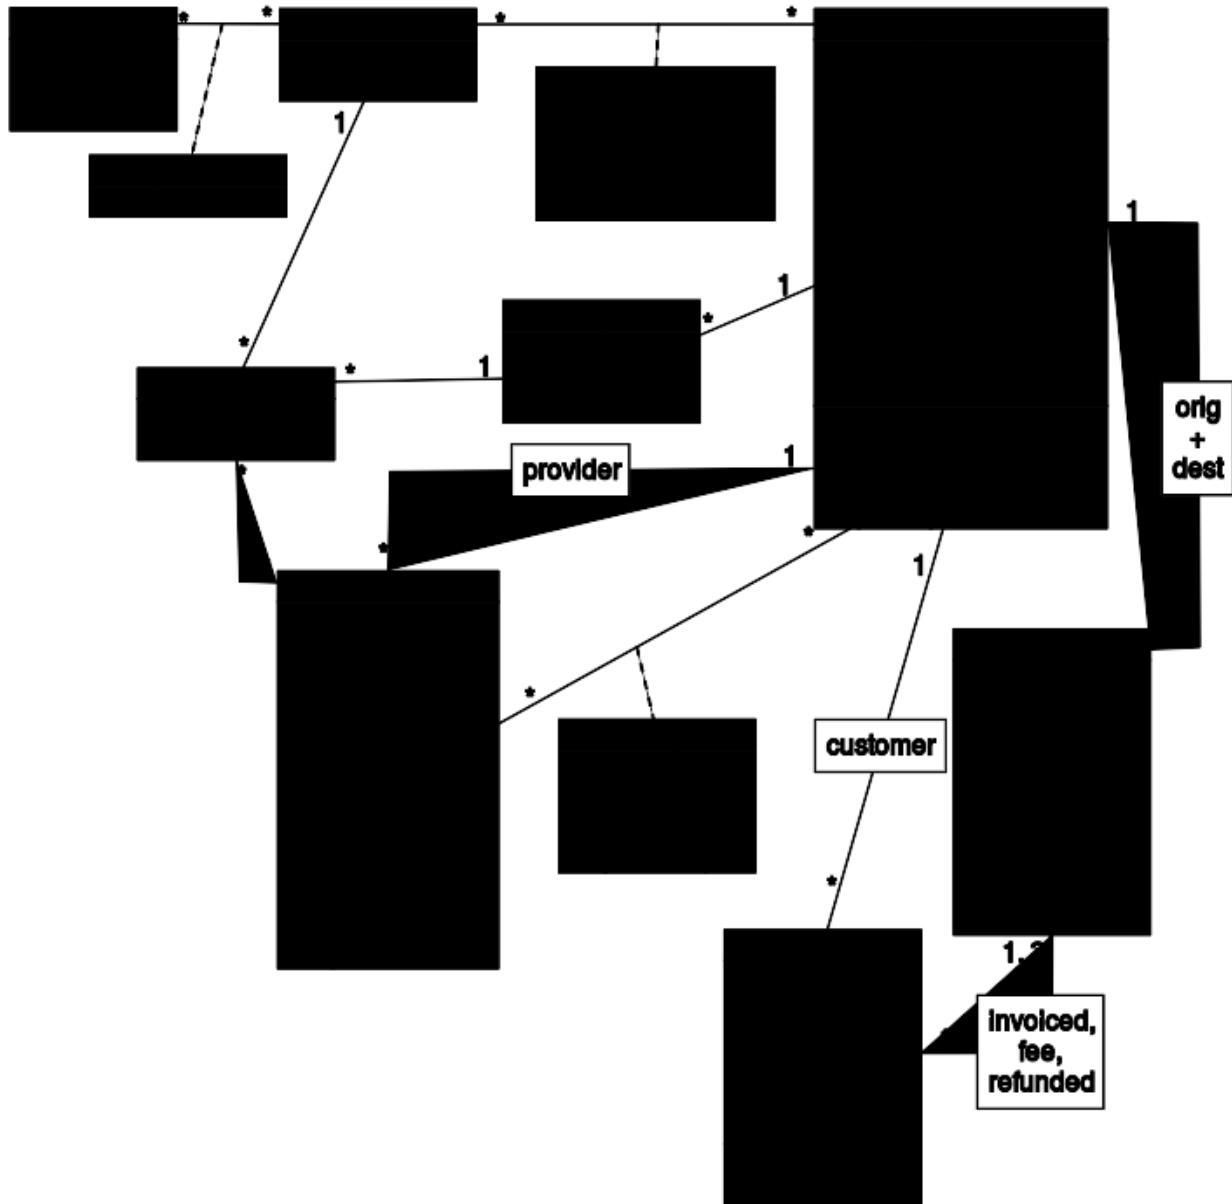 * * * *
1
1
1
*
* * 1
provider 1
orig
+
dest
*
* *
1
*
customer
*
1,
invoiced,
fee,
refunded